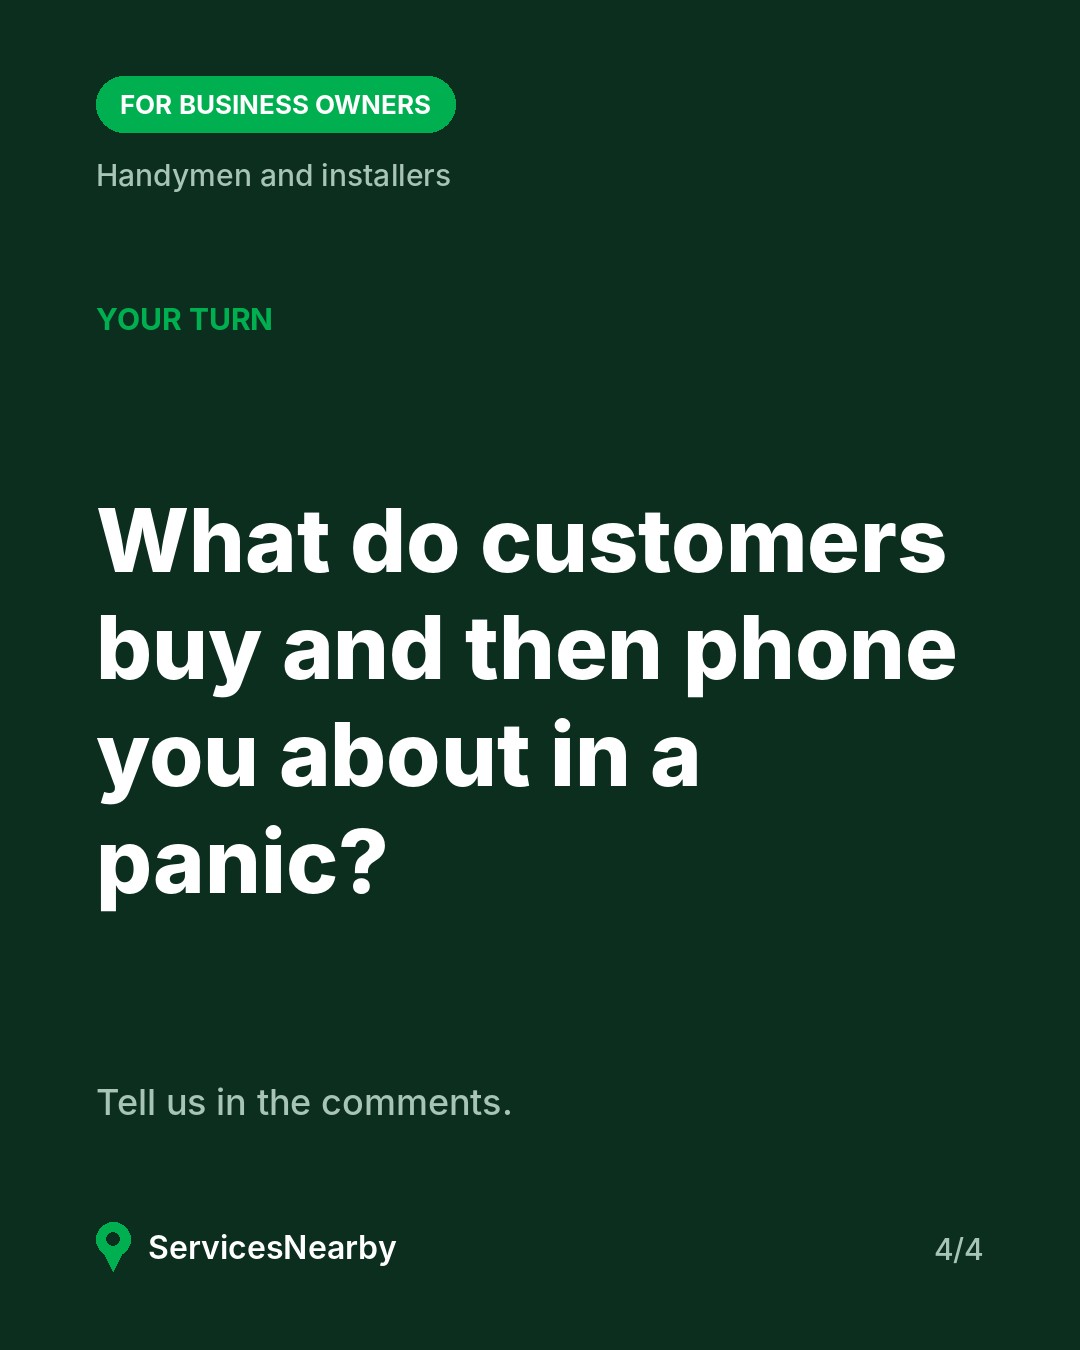 FOR BUSINESS OWNERS
Handymen and installers
YOUR TURN
What do customers
buy and then phone
you about in a
panic?
Tell us in the comments.
ServicesNearby
4/4